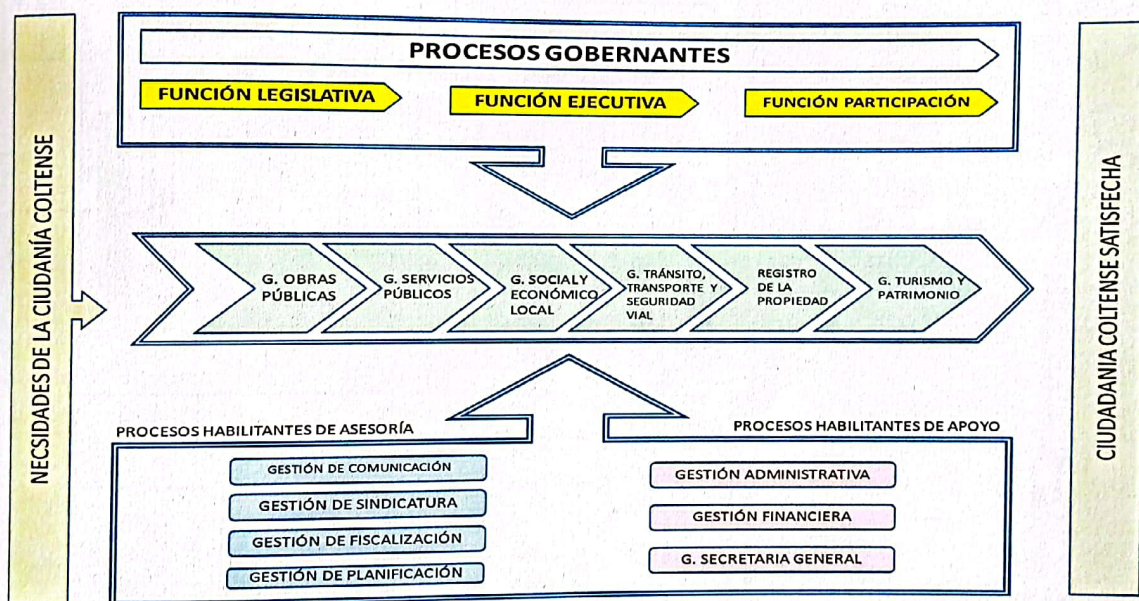 NECSIDADES DE LA CIUDANÍA COLTENSE
PROCESOS GOBERNANTES
FUNCIÓN LEGISLATIVA
FUNCIÓN EJECUTIVA
FUNCIÓN PARTICIPACIÓN
G. OBRAS
PÚBLICAS
G. SERVICIOS
PÚBLICOS
G. SOCIAL Y
ECONÓMICO
LOCAL
G. TRÁNSITO,
TRANSPORTE Y
SEGURIDAD
VIAL
REGISTRO
DE LA
PROPIEDAD
G. TURISMO Y
PATRIMONIO
PROCESOS HABILITANTES DE ASESORÍA
GESTIÓN DE COMUNICACIÓN
GESTIÓN DE SINDICATURA
GESTIÓN DE FISCALIZACIÓN
GESTIÓN DE PLANIFICACIÓN
PROCESOS HABILITANTES DE APOYO
GESTIÓN ADMINISTRATIVA
GESTIÓN FINANCIERA
G. SECRETARIA GENERAL
CIUDADANIA COLTENSE SATISFECHA